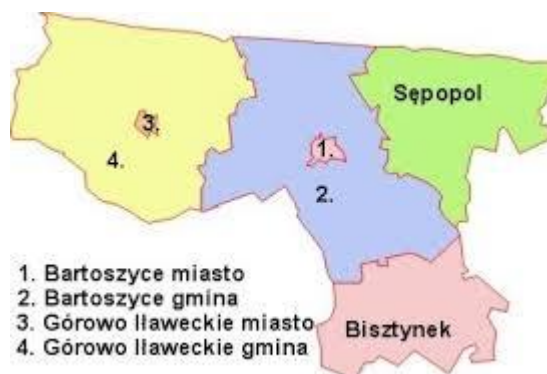 Sępopol
3.
4.
1.
2.
1. Bartoszyce miasto
2. Bartoszyce gmina
3. Górowo Iławeckie miasto
4. Górowo Iławeckie gmina
Bisztynek